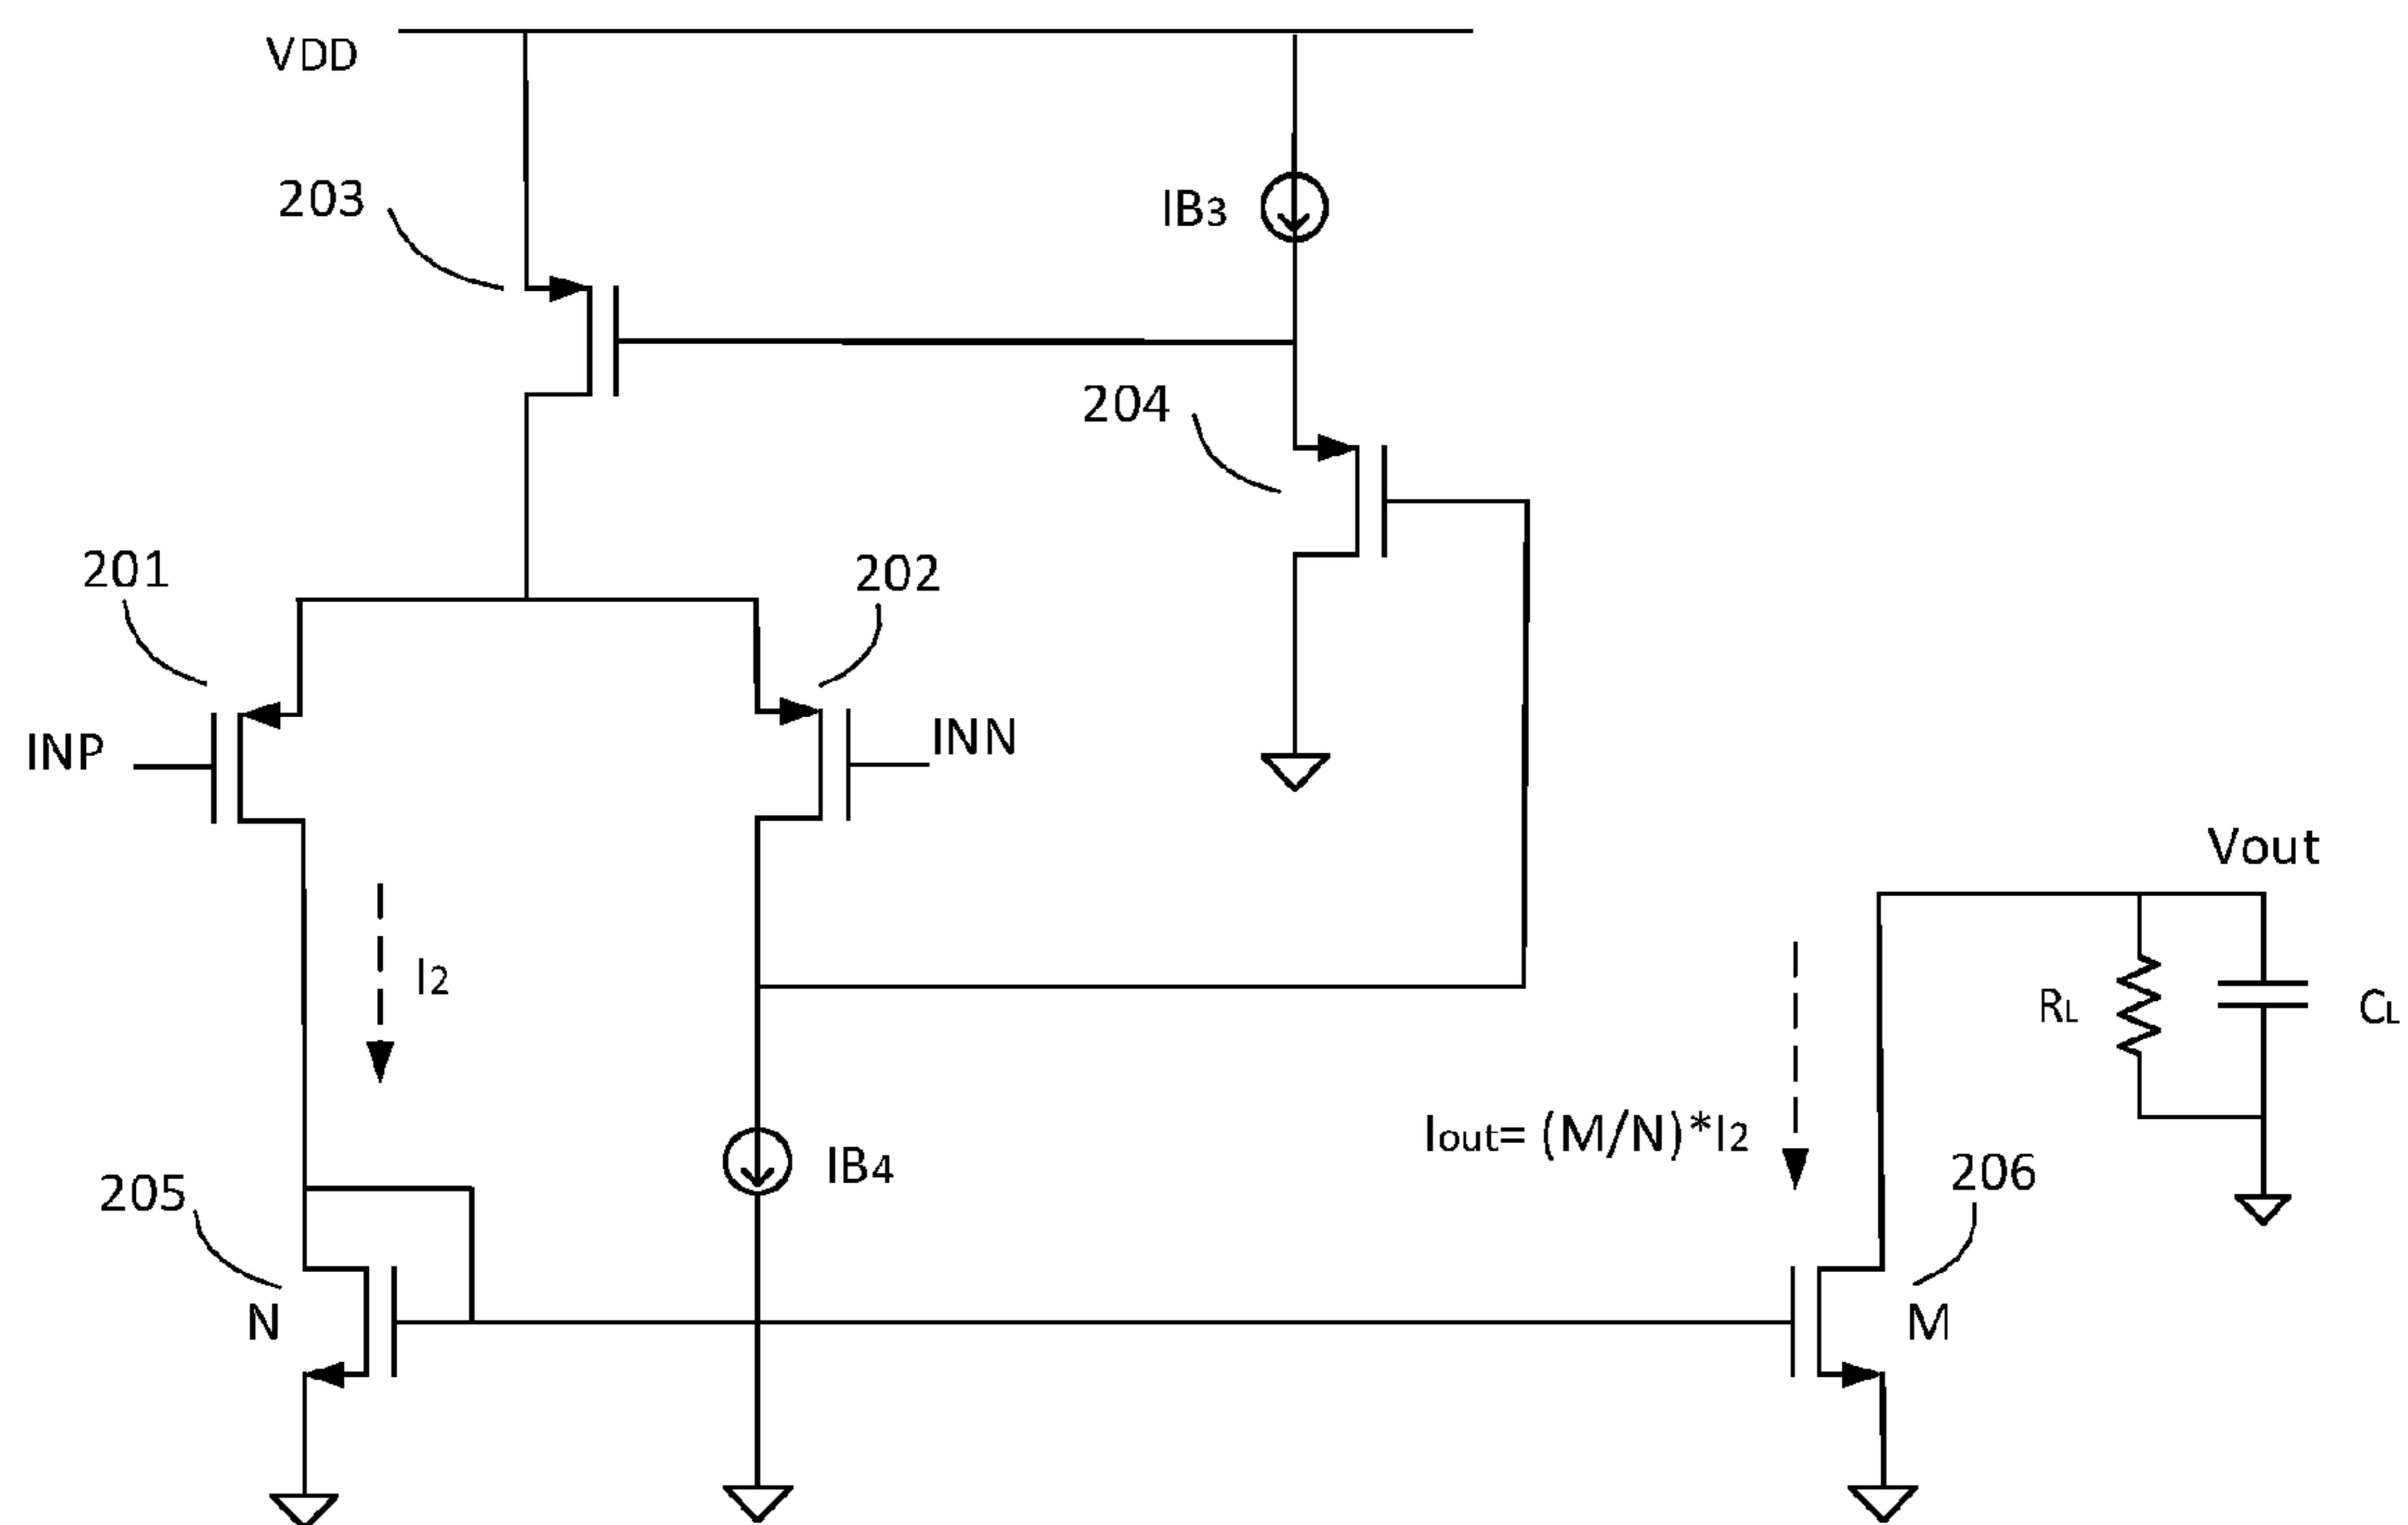 VDD
203
IB3
204
201
202
INP
INN
Vout
I2
RL
CL
Iout= (M/N)*I2
IB4
205
206
N
M